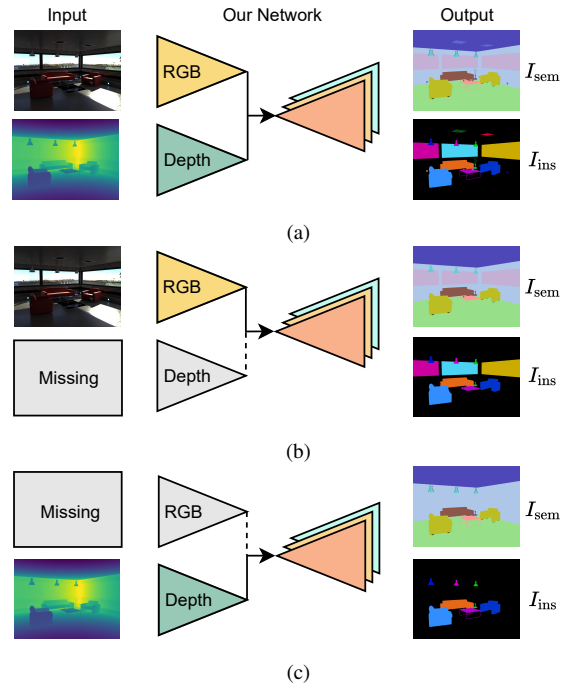 Input Our Network Output
RGB
I_sem
Depth
I_ins
(a)
RGB
I_sem
Missing
Depth
I_ins
(b)
Missing
RGB
I_sem
Depth
I_ins
(c)